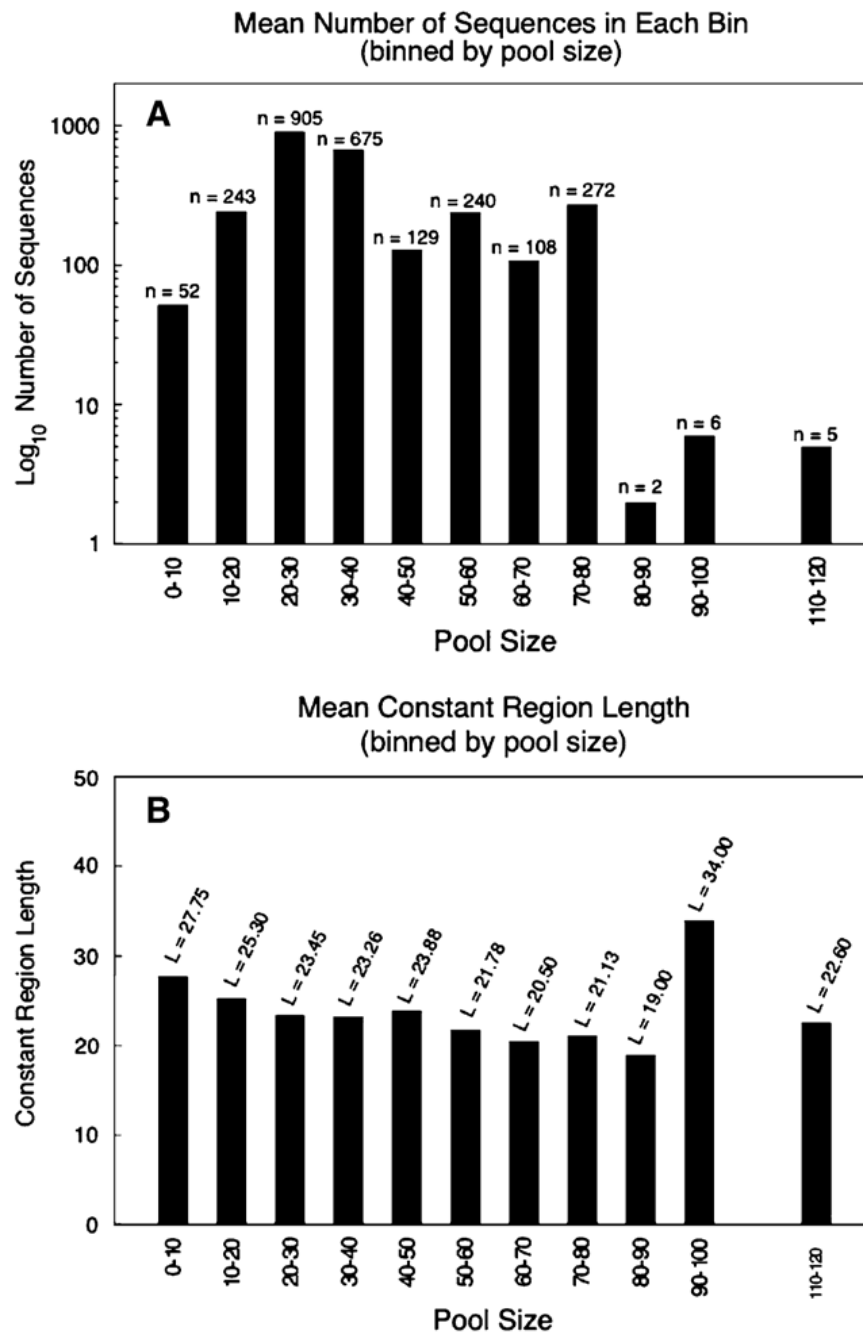 Mean Number of Sequences in Each Bin
(binned by pool size)
A
Log10 Number of Sequences
1000
100
10
1
n = 52
n = 243
n = 905
n = 675
n = 129
n = 240
n = 108
n = 272
n = 2
n = 6
n = 5
0-10
10-20
20-30
30-40
40-50
50-60
60-70
70-80
80-90
90-100
110-120
Pool Size
Mean Constant Region Length
(binned by pool size)
B
Constant Region Length
50
40
30
20
10
0
L = 27.75
L = 25.30
L = 23.45
L = 23.26
L = 23.88
L = 21.78
L = 20.50
L = 21.13
L = 19.00
L = 34.00
L = 22.60
0-10
10-20
20-30
30-40
40-50
50-60
60-70
70-80
80-90
90-100
110-120
Pool Size